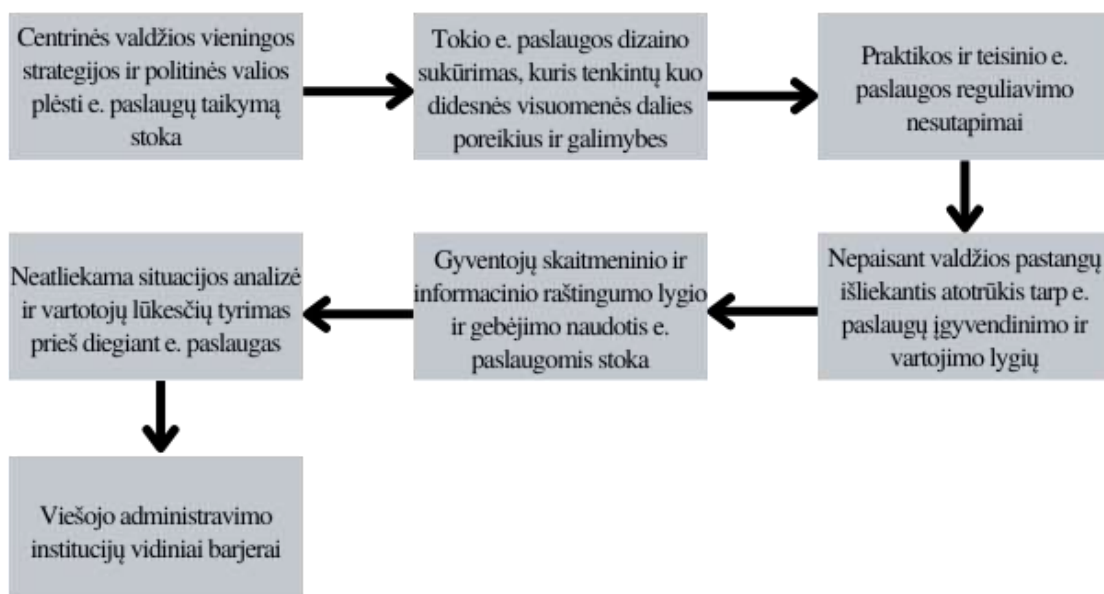 Centrinės valdžios vieningos
strategijos ir politinės valios
plėsti e. paslaugų taikymą
stoka
Tokio e. paslaugos dizaino
sukūrimas, kuris tenkintų kuo
didesnės visuomenės dalies
poreikius ir galimybes
Praktikos ir teisinio e.
paslaugos reguliavimo
nesutapimai
Nepaisant valdžios pastangų
išliekantis atotrūkis tarp e.
paslaugų įgyvendinimo ir
vartojimo lygių
Gyventojų skaitmeninio ir
informacinio raštingumo lygio
ir gebėjimo naudotis e.
paslaugomis stoka
Neatliekama situacijos analizė
ir vartotojų lūkesčių tyrimas
prieš diegiant e. paslaugas
Viešojo administravimo
institucijų vidiniai barjerai